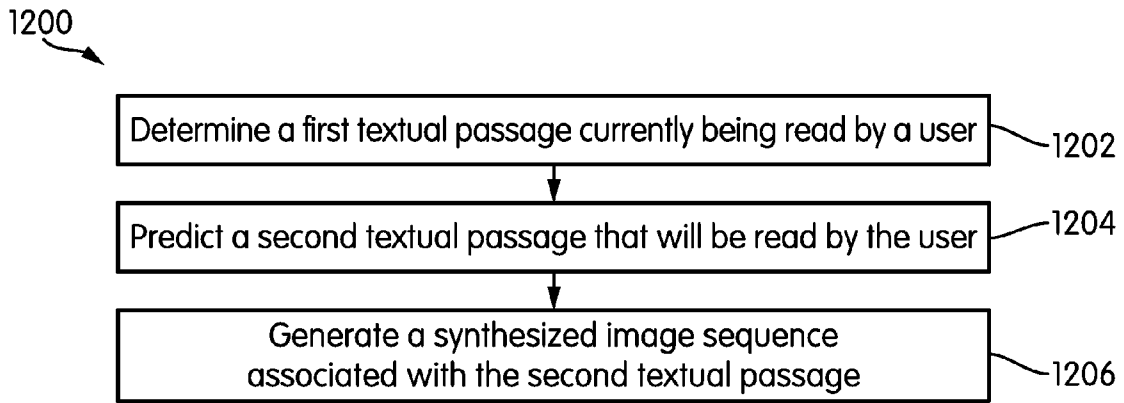 1200
Determine a first textual passage currently being read by a user
1202
Predict a second textual passage that will be read by the user
1204
Generate a synthesized image sequence
associated with the second textual passage
1206